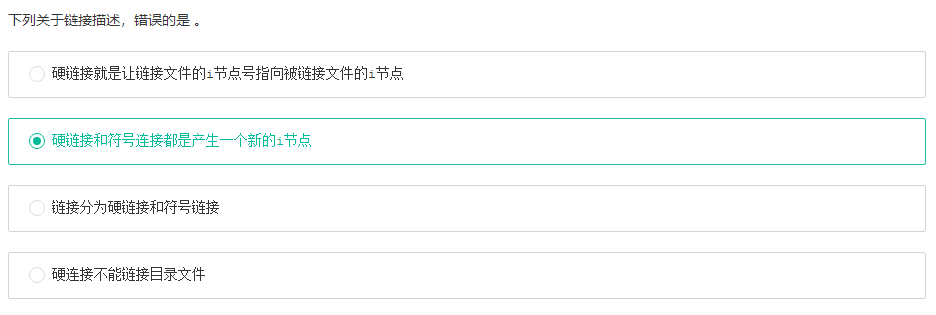 下列关于链接描述，错误的是 。
硬链接就是让链接文件的i节点号指向被链接文件的i节点
硬链接和符号连接都是产生一个新的i节点
链接分为硬链接和符号链接
硬连接不能链接目录文件